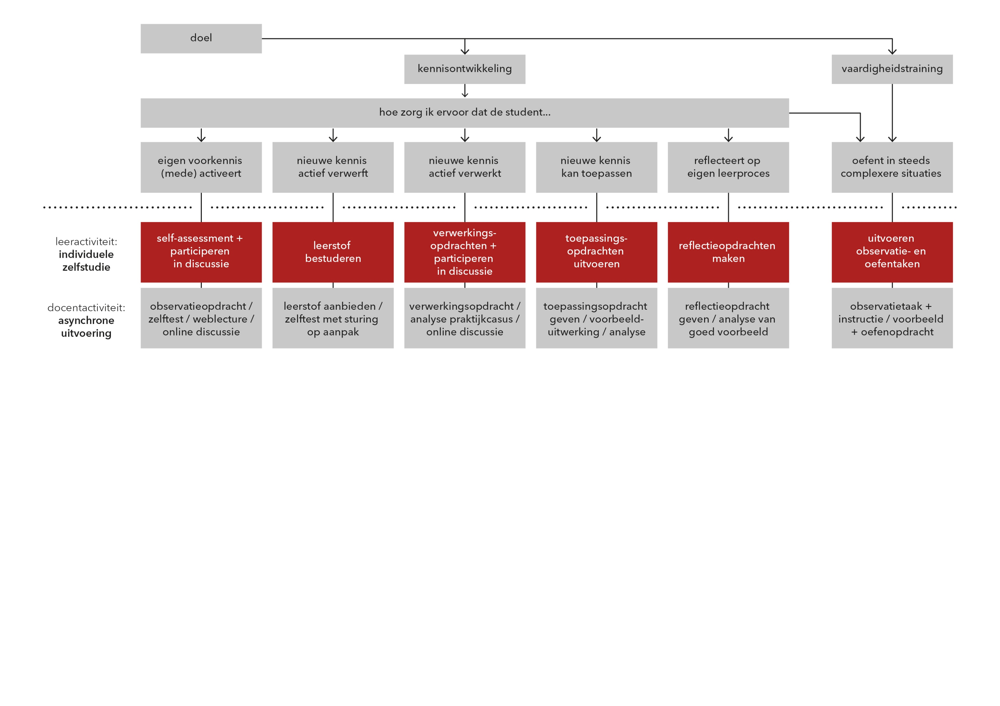 doel
kennisontwikkeling
vaardigheidstraining
hoe zorg ik ervoor dat de student...
eigen voorkennis
(mede) activeert
nieuwe kennis
actief verwerft
nieuwe kennis
actief verwerkt
nieuwe kennis
kan toepassen
reflecteert op
eigen leerproces
oefent in steeds
complexere situaties
leeractiviteit:
individuele
zelfstudie
self-assessment +
participeren
in discussie
leerstof
bestuderen
verwerkings-
opdrachten +
participeren
in discussie
toepassings-
opdrachten
uitvoeren
reflectieopdrachten
maken
uitvoeren
observatie- en
oefentaken
docentactiviteit:
asynchrone
uitvoering
observatieopdracht /
zelftest / weblecture /
online discussie
leerstof aanbieden /
zelftest met sturing
op aanpak
verwerkingsopdracht /
analyse praktijkcasus /
online discussie
toepassingsopdracht
geven / voorbeeld-
uitwerking / analyse
reflectieopdracht
geven / analyse van
goed voorbeeld
observatietaak +
instructie / voorbeeld
+ oefenopdracht